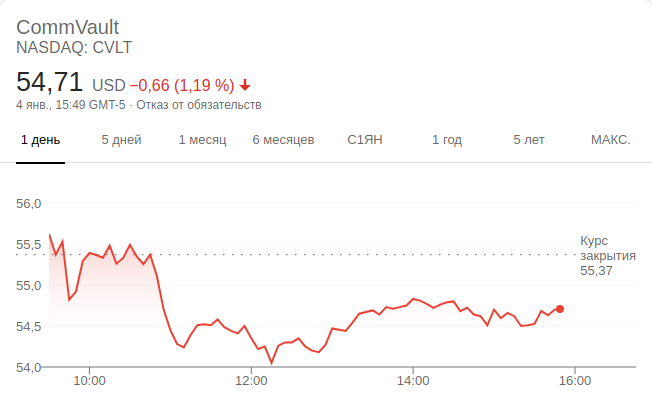 CommVault
NASDAQ: CVLT
54,71 USD −0,66 (1,19 %)
4 янв., 15:49 GMT-5 · Отказ от обязательств
1 день 5 дней 1 месяц 6 месяцев С1ЯН 1 год 5 лет МАКС.
56,0
55,5
55,0
54,5
54,0
Курс
закрытия
55,37
10:00 12:00 14:00 16:00